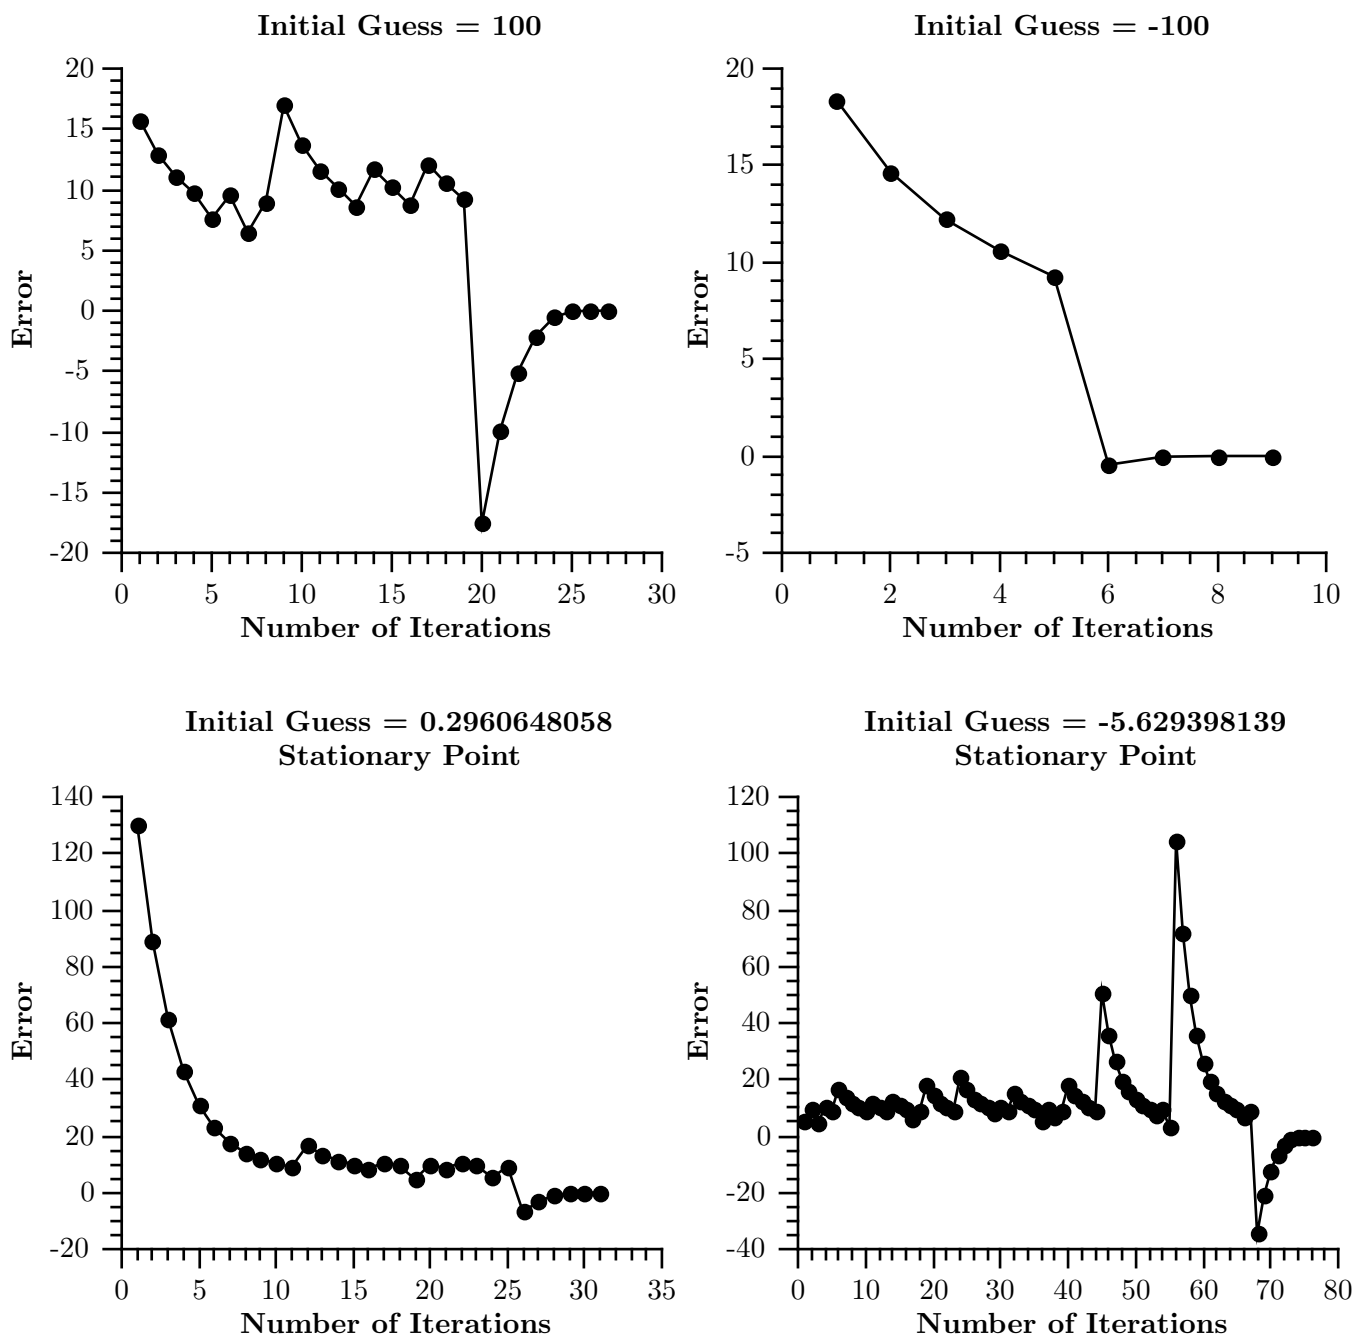 Initial Guess = 100
20
15
10
5
0
-5
-10
-15
-20
0 5 10 15 20 25 30
Error
Number of Iterations
Initial Guess = -100
20
15
10
5
0
-5
0 2 4 6 8 10
Error
Number of Iterations
Initial Guess = 0.2960648058
Stationary Point
140
120
100
80
60
40
20
0
-20
0 5 10 15 20 25 30 35
Error
Number of Iterations
Initial Guess = -5.629398139
Stationary Point
120
100
80
60
40
20
0
-20
-40
0 10 20 30 40 50 60 70 80
Error
Number of Iterations